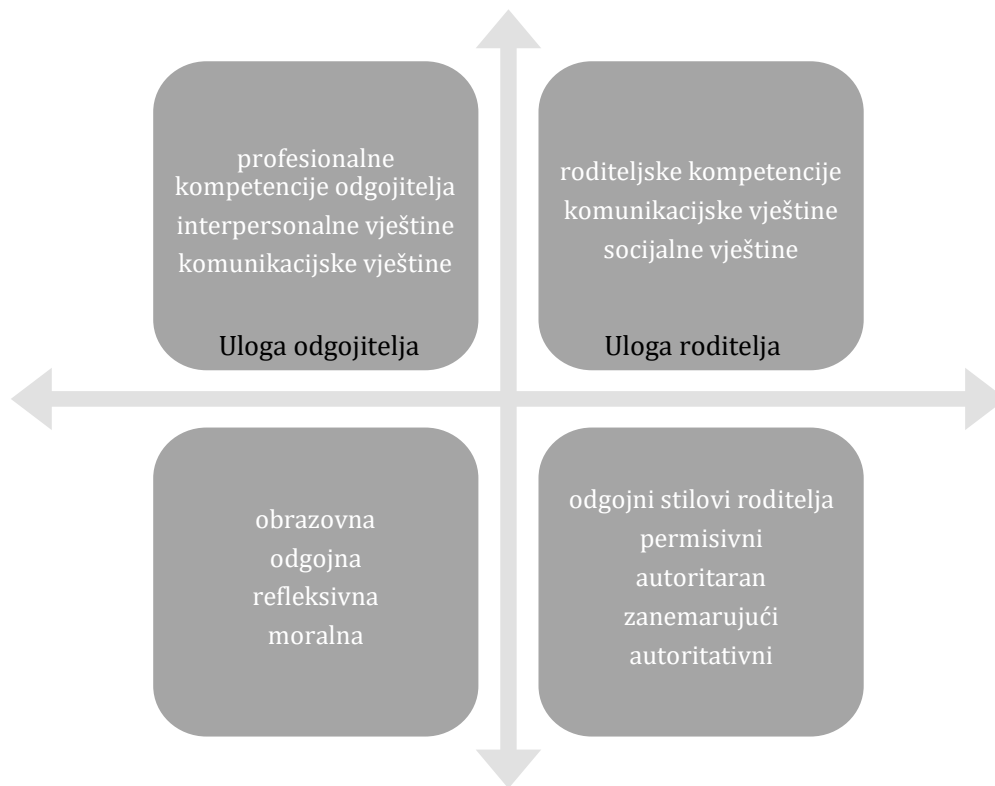 profesionalne
kompetencije odgojitelja
interpersonalne vještine
komunikacijske vještine
Uloga odgojitelja
roditeljske kompetencije
komunikacijske vještine
socijalne vještine
Uloga roditelja
obrazovna
odgojna
refleksivna
moralna
odgojni stilovi roditelja
permisivni
autoritaran
zanemarujući
autoritativni